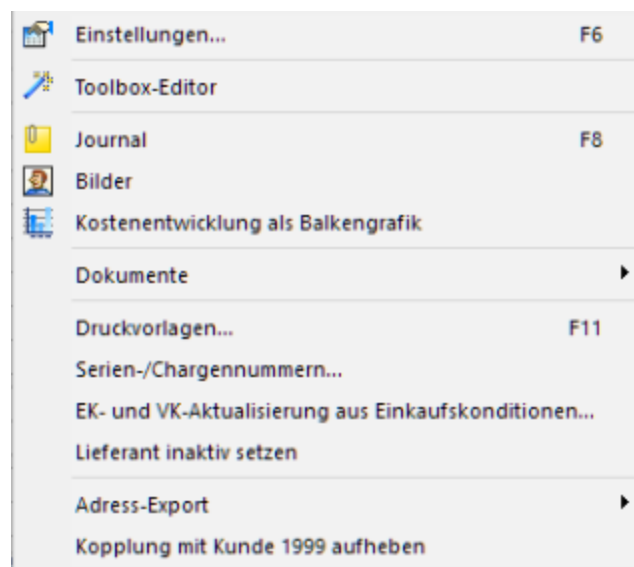 Einstellungen... F6
Toolbox-Editor
Journal F8
Bilder
Kostenentwicklung als Balkengrafik
Dokumente
Druckvorlagen... F11
Serien-/Chargennummern...
EK- und VK-Aktualisierung aus Einkaufskonditionen...
Lieferant inaktiv setzen
Adress-Export
Kopplung mit Kunde 1999 aufheben